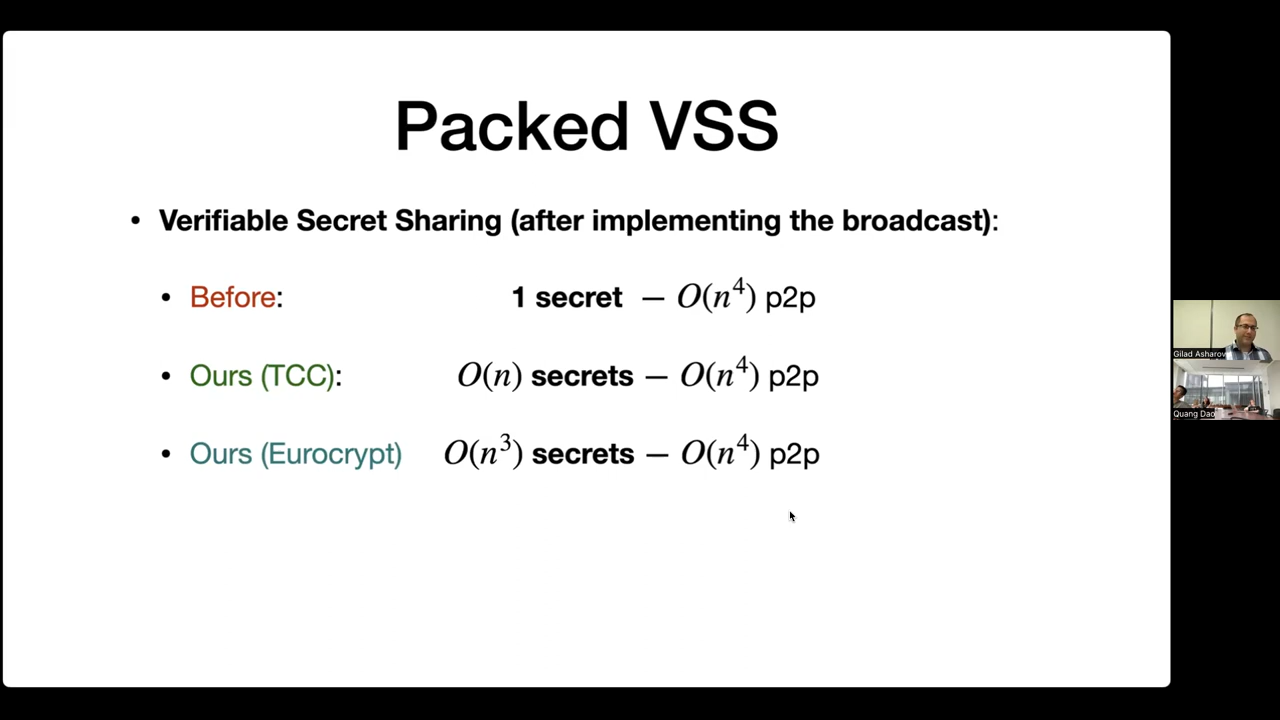 Packed VSS
• Verifiable Secret Sharing (after implementing the broadcast):
• Before: 1 secret – O(n⁴) p2p
• Ours (TCC): O(n) secrets – O(n⁴) p2p
• Ours (Eurocrypt) O(n³) secrets – O(n⁴) p2p
Gilad Asharov
Quang Dao